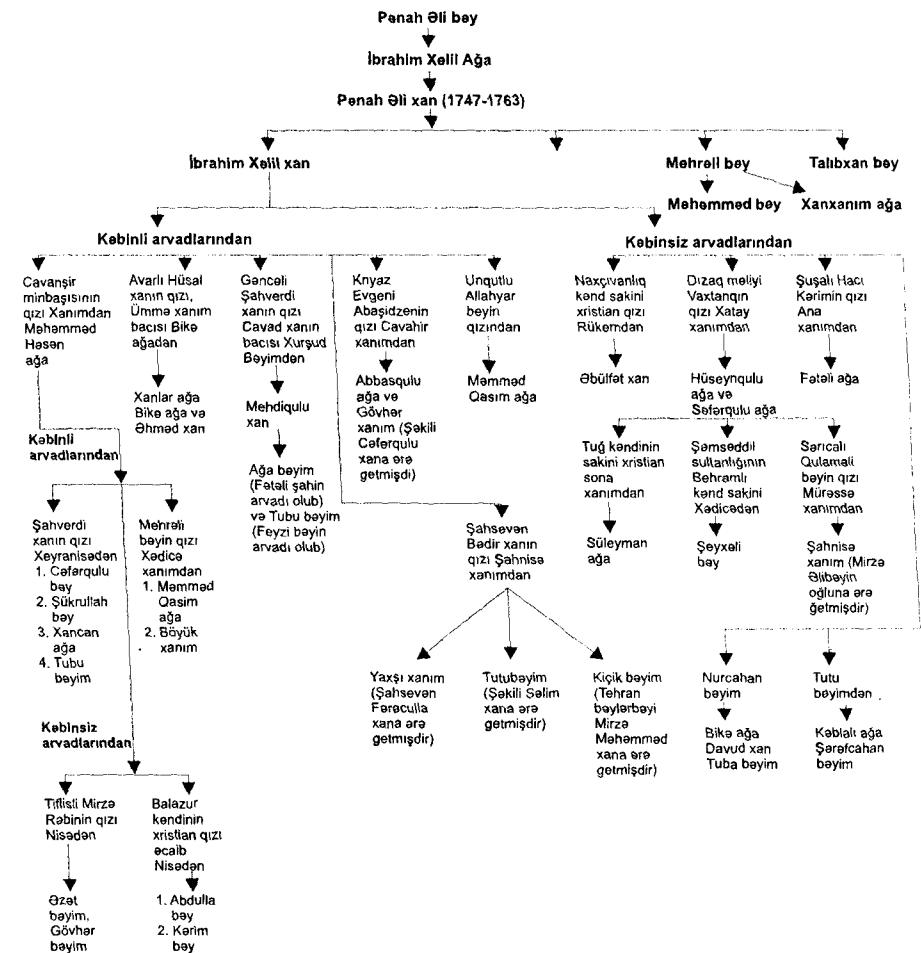 Pənah Əli bəy
İbrahim Xəlil Ağa
Pənah Əli xan (1747-1763)
İbrahim Xəlil xan
Mehrəli bəy
Talıbxan bəy
Məhəmməd bəy
Xanxanım ağa
Kəbinli arvadlarından
Kəbinsiz arvadlarından
Cavanşir
minbaşısının
qızı Xanımdan
Məhəmməd
Həsən
ağa
Avarlı Hüsal
xanın qızı,
Ümmə xanım
bacısı Bikə
ağadan
Xanlar ağa
Bikə ağa və
Əhməd xan
Gəncəli
Şahverdi
xanın qızı
Cavad xanın
bacısı Xurşud
Bəyimdən
Mehdiqulu
xan
Ağa bəyim
(Fətəli şahin
arvadı olub)
və Tubu bəyim
(Feyzi bəyin
arvadı olub)
Knyaz
Evgeni
Abaşidzenin
qızı Cavahir
xanımdan
Abbasqulu
ağa və
Gövhər
xanım (Şəkili
Cəfərqulu
xana ərə
getmişdi)
Unqutlu
Allahyar
bəyin
qızından
Məmməd
Qasım ağa
Naxçıvanlıq
kənd sakini
xristian qızı
Rükemdən
Əbülfət xan
Dızaq məliyi
Vaxtanqın
qızı Xatay
xanımdan
Hüseynqulu
ağa və
Səfərqulu ağa
Şuşalı Hacı
Kərimin qızı
Ana
xanımdan
Fətəli ağa
Kəbinli
arvadlarından
Şahverdi
xanın qızı
Xeyranisədən
1. Cəfərqulu
bəy
2. Şükrullah
bəy
3. Xancan
ağa
4. Tubu
bəyim
Mehrəli
bəyin qızı
Xədicə
xanımdan
1. Məmməd
Qasim
ağa
2. Böyük
xanım
Tuğ kəndinin
sakini xristian
sona
xanımdan
Süleyman
ağa
Şəmsəddil
sultanlığının
Behramlı
kənd sakini
Xədicədən
Şeyxəli
bəy
Sarıcalı
Qulaməli
bəyin qızı
Mürəssə
xanımdan
Şahnisə
xanım (Mirzə
Əlibəyin
oğluna ərə
getmişdir)
Şahsevən
Bədir xanın
qızı Şahnisə
xanımdan
Yaxşı xanım
(Şahsevən
Fərəculla
xana ərə
getmişdir)
Tutubəyim
(Şəkili Səlim
xana ərə
getmişdir)
Kiçik bəyim
(Tehran
bəylərbəyi
Mirzə
Məhəmməd
xana ərə
getmişdir)
Nurcahan
bəyim
Bikə ağa
Davud xan
Tuba bəyim
Tutu
bəyimdən
Kəblalı ağa
Şərəfcahan
bəyim
Kəbinsiz
arvadlarından
Tiflisti Mirzə
Rəbinin qızı
Nisədən
Əzət
bəyim,
Gövhər
bəyim
Balazur
kəndinin
xristian qızı
əcaib
Nisədən
1. Abdulla
bəy
2. Kərim
bəy